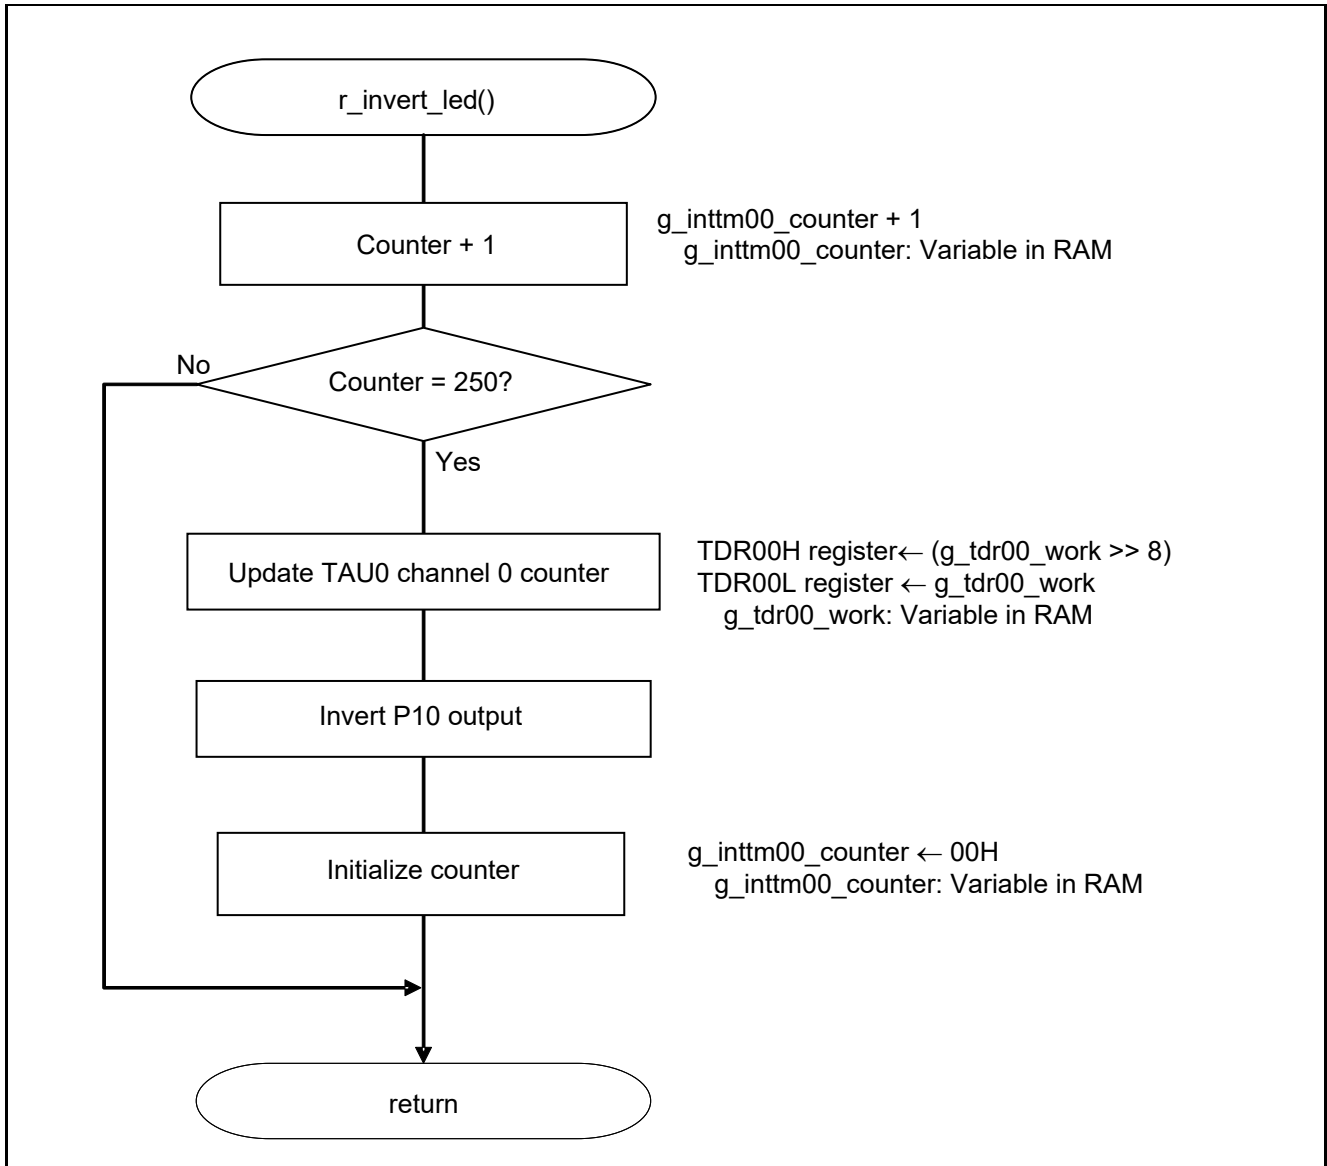 r_invert_led()
Counter + 1
g_inttm00_counter + 1
g_inttm00_counter: Variable in RAM
No
Counter = 250?
Yes
Update TAU0 channel 0 counter
TDR00H register← (g_tdr00_work >> 8)
TDR00L register ← g_tdr00_work
g_tdr00_work: Variable in RAM
Invert P10 output
Initialize counter
g_inttm00_counter ← 00H
g_inttm00_counter: Variable in RAM
return